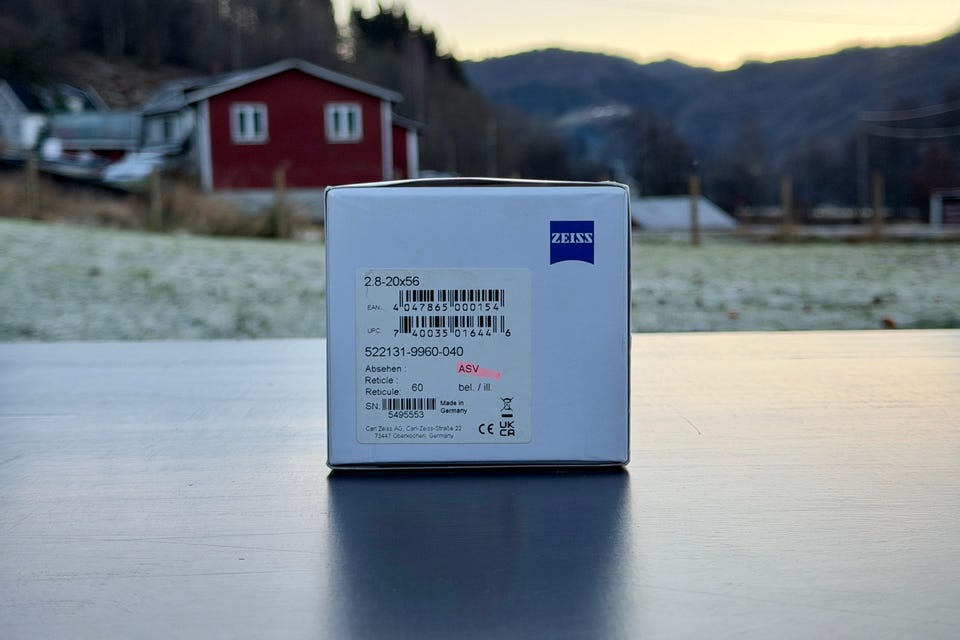 ZEISS
2.8-20x56
EAN:
4 047865 000154
UPC:
7 40035 01644 6
522131-9960-040
Absehen : ASV
Reticle :
Reticule: 60 bel. / ill.
SN: Made in
Germany
5495553
Carl Zeiss AG, Carl-Zeiss-Straße 22
73447 Oberkochen, Germany
CE UK
CA